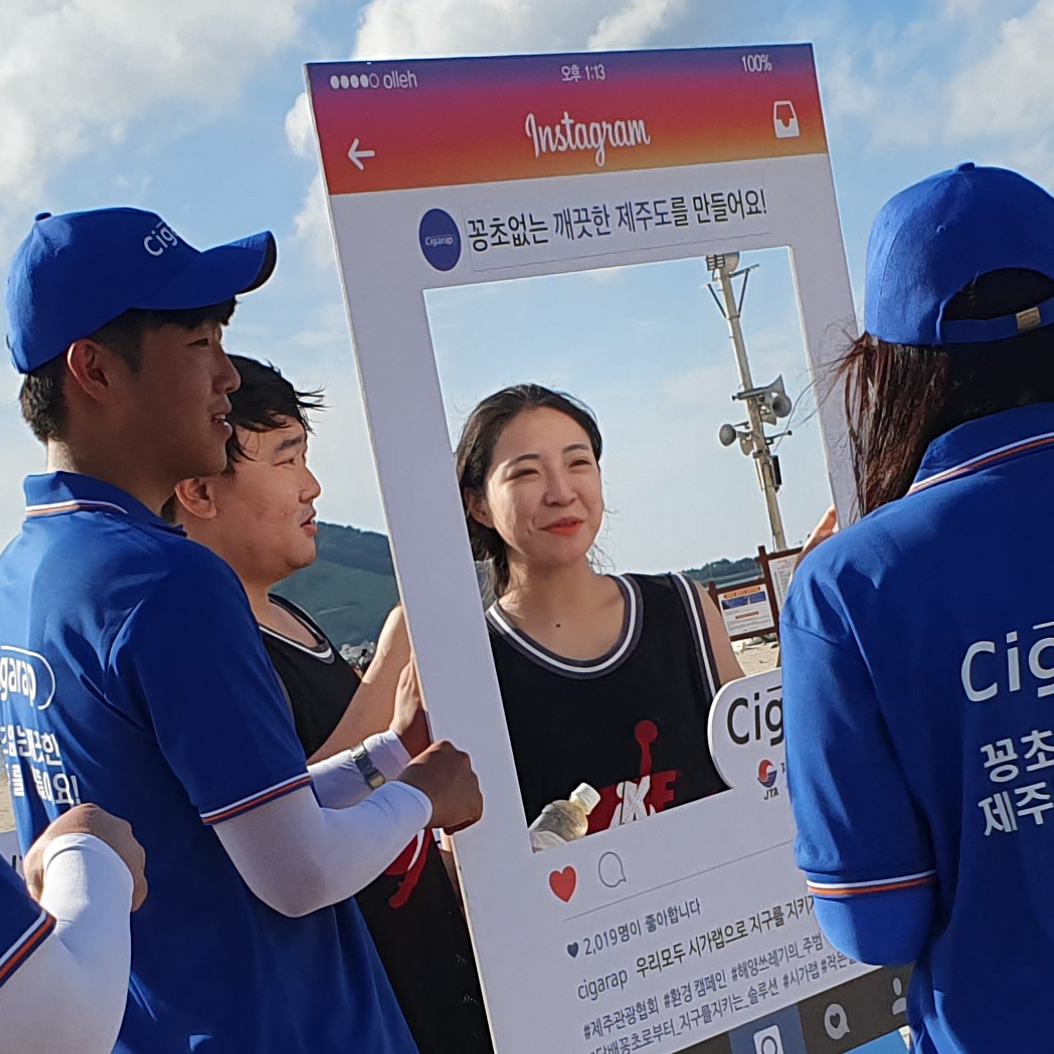 olleh 오후 1:13 100%
Instagram
Cigarap 꽁초없는 깨끗한 제주도를 만들어요!
Cig
garap
Cig
JTA
Cig
꽁초
제주
2,019명이 좋아합니다
cigarap 우리모두 시가랩으로 지구를 지키
#제주관광협회 #환경 캠페인 #해양쓰레기의_주범
#담배꽁초로부터_지구를지키는_솔루션 #시가랩 #작은